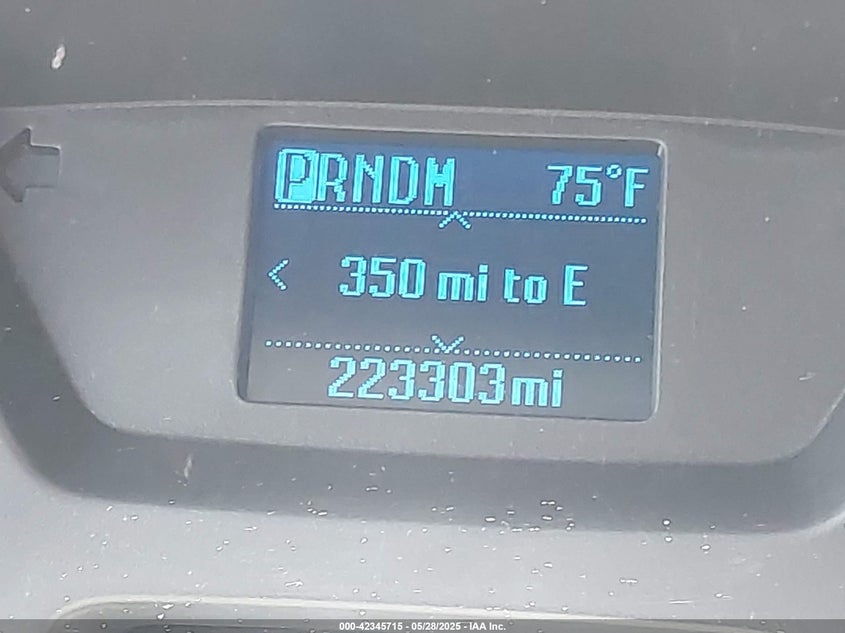 PRNDM 75°F
350 mi to E
223303mi
000-42345715 - 05/28/2025 - IAA Inc.